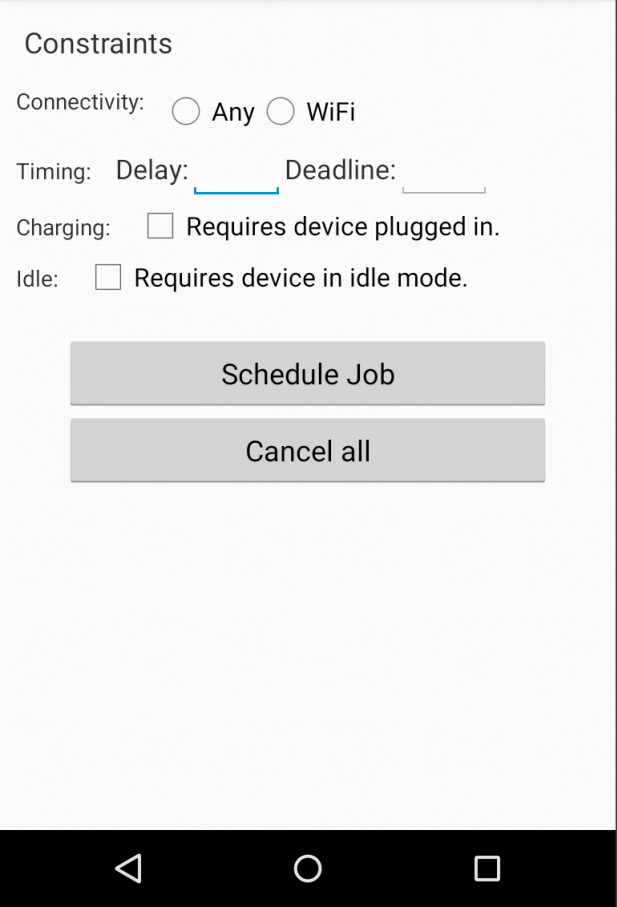 Constraints
Connectivity: Any WiFi
Timing: Delay: Deadline:
Charging: Requires device plugged in.
Idle: Requires device in idle mode.
Schedule Job
Cancel all